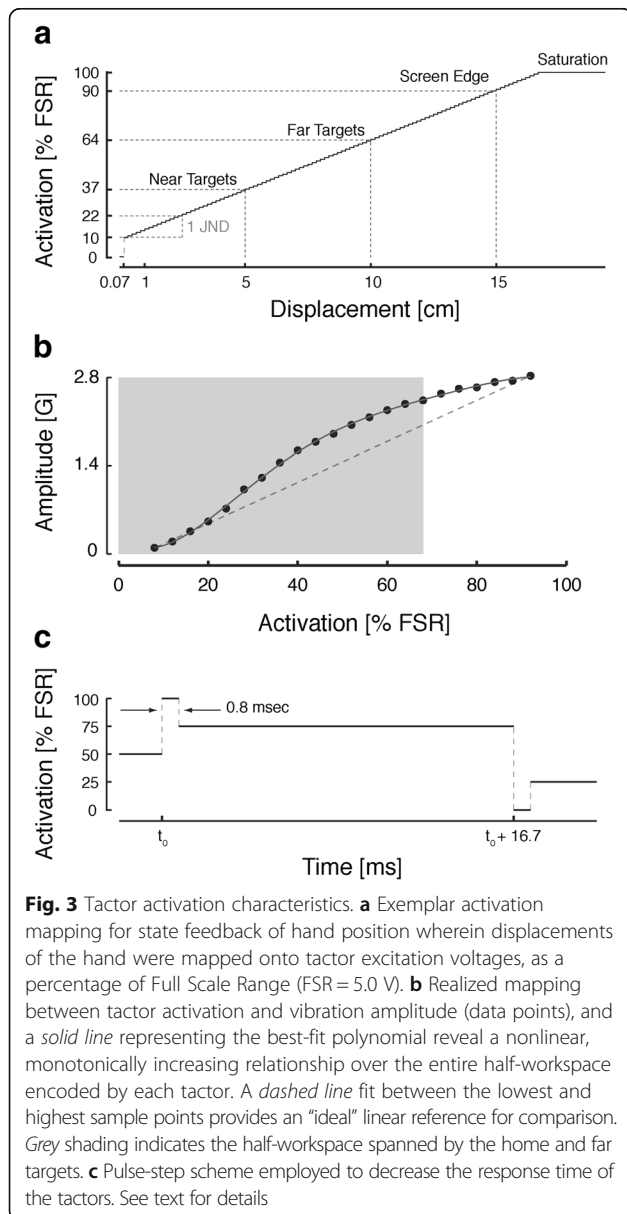 a
Saturation
Screen Edge
Far Targets
Near Targets
1 JND
Activation [% FSR]
100
90
64
37
22
10
0
0.07
1
5
10
15
Displacement [cm]
b
Amplitude [G]
2.8
1.4
0
0
20
40
60
80
100
Activation [% FSR]
c
Activation [% FSR]
100
75
50
25
0
0.8 msec
t0
t0 + 16.7
Time [ms]
Fig. 3 Tactor activation characteristics. a Exemplar activation
mapping for state feedback of hand position wherein displacements
of the hand were mapped onto tactor excitation voltages, as a
percentage of Full Scale Range (FSR = 5.0 V). b Realized mapping
between tactor activation and vibration amplitude (data points), and
a solid line representing the best-fit polynomial reveal a nonlinear,
monotonically increasing relationship over the entire half-workspace
encoded by each tactor. A dashed line fit between the lowest and
highest sample points provides an “ideal” linear reference for comparison.
Grey shading indicates the half-workspace spanned by the home and far
targets. c Pulse-step scheme employed to decrease the response time of
the tactors. See text for details